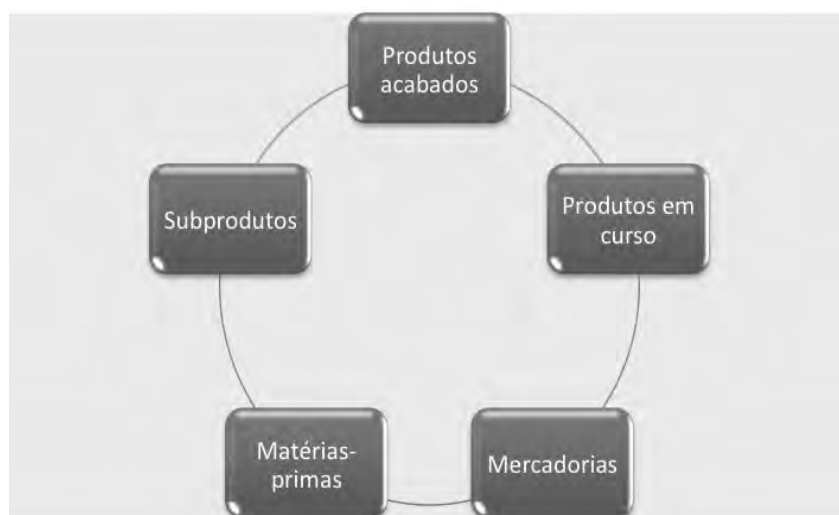 Produtos
acabados
Produtos em
curso
Mercadorias
Matérias-
primas
Subprodutos